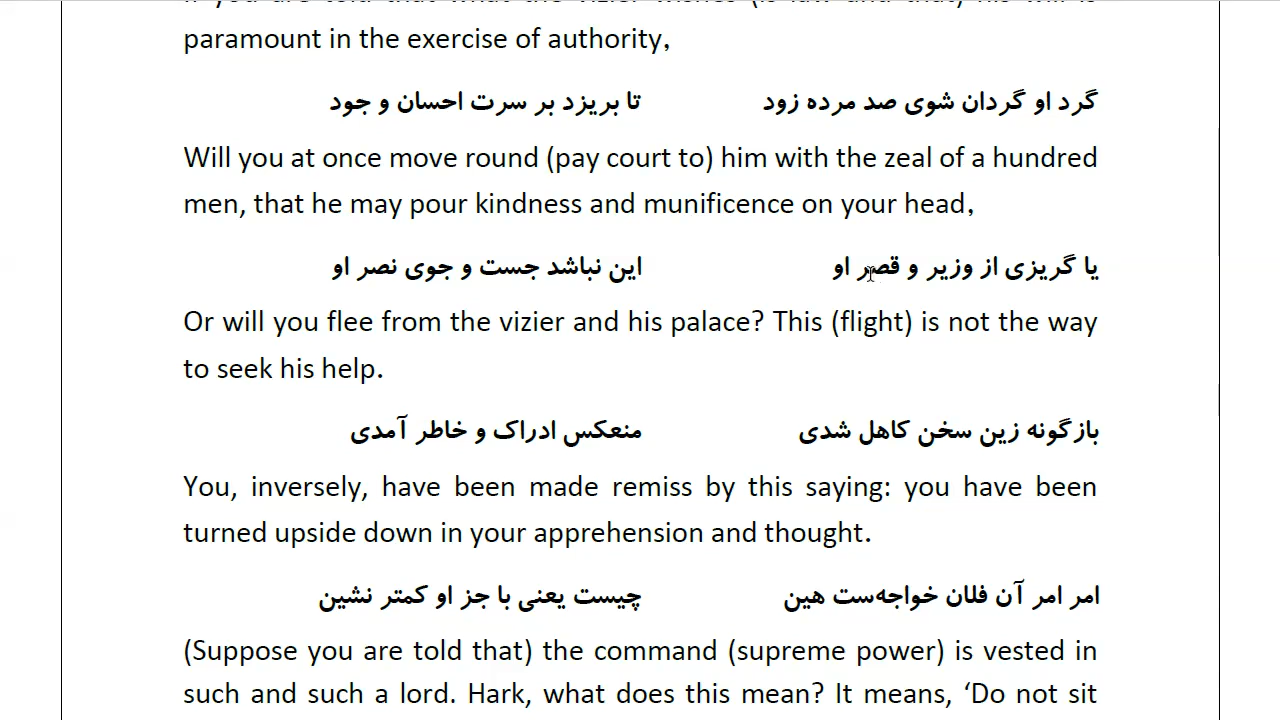 paramount in the exercise of authority,
گرد او گردان شوی صد مرده زود تا بریزد بر سرت احسان و جود
Will you at once move round (pay court to) him with the zeal of a hundred
men, that he may pour kindness and munificence on your head,
یا گریزی از وزیر و قصر او این نباشد جست و جوی نصر او
Or will you flee from the vizier and his palace? This (flight) is not the way
to seek his help.
بازگونه زین سخن کاهل شدی منعکس ادراک و خاطر آمدی
You, inversely, have been made remiss by this saying: you have been
turned upside down in your apprehension and thought.
امر امر آن فلان خواجه‌ست هین چیست یعنی با جز او کمتر نشین
(Suppose you are told that) the command (supreme power) is vested in
such and such a lord. Hark, what does this mean? It means, ‘Do not sit